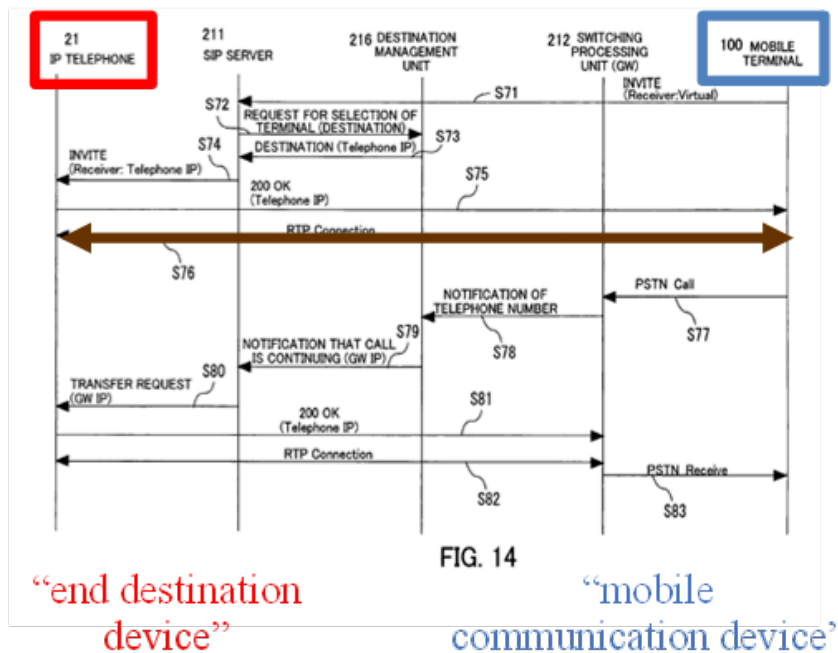 21
IP TELEPHONE
211
SIP SERVER
216 DESTINATION
MANAGEMENT
UNIT
212 SWITCHING
PROCESSING
UNIT (GW)
100 MOBILE
TERMINAL
S71
INVITE
(Receiver:Virtual)
S72
REQUEST FOR SELECTION OF
TERMINAL (DESTINATION)
S73
DESTINATION (Telephone IP)
S74
INVITE
(Receiver: Telephone IP)
200 OK
(Telephone IP)
S75
RTP Connection
S76
PSTN Call
S77
NOTIFICATION OF
TELEPHONE NUMBER
S78
S79
NOTIFICATION THAT CALL
IS CONTINUING (GW IP)
S80
TRANSFER REQUEST
(GW IP)
200 OK
(Telephone IP)
S81
RTP Connection
S82
PSTN Receive
S83
FIG. 14
“end destination
device”
“mobile
communication device”